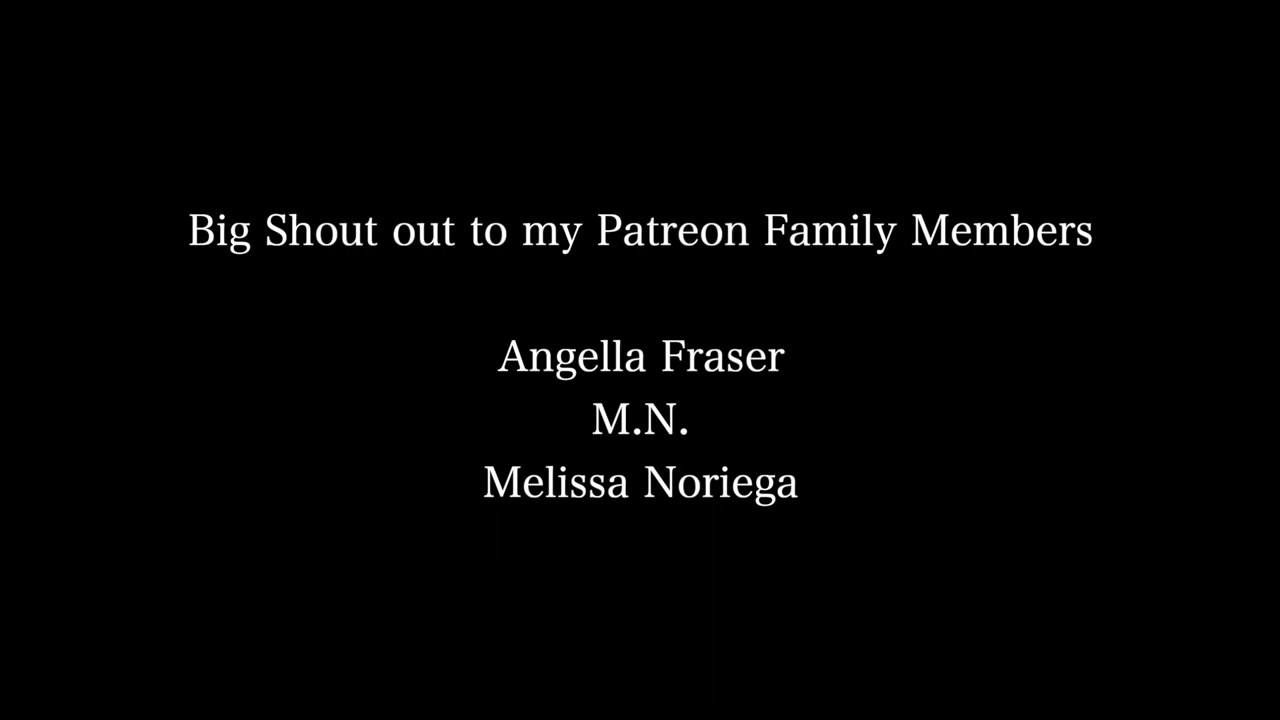 Big Shout out to my Patreon Family Members
Angella Fraser
M.N.
Melissa Noriega